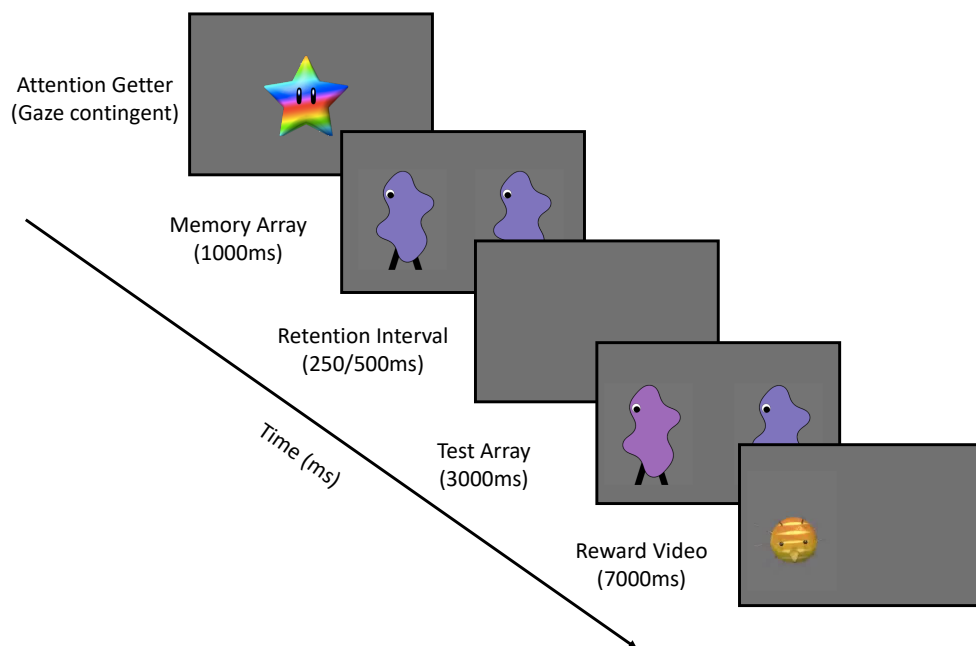 Attention Getter
(Gaze contingent)
Memory Array
(1000ms)
Retention Interval
(250/500ms)
Time (ms)
Test Array
(3000ms)
Reward Video
(7000ms)